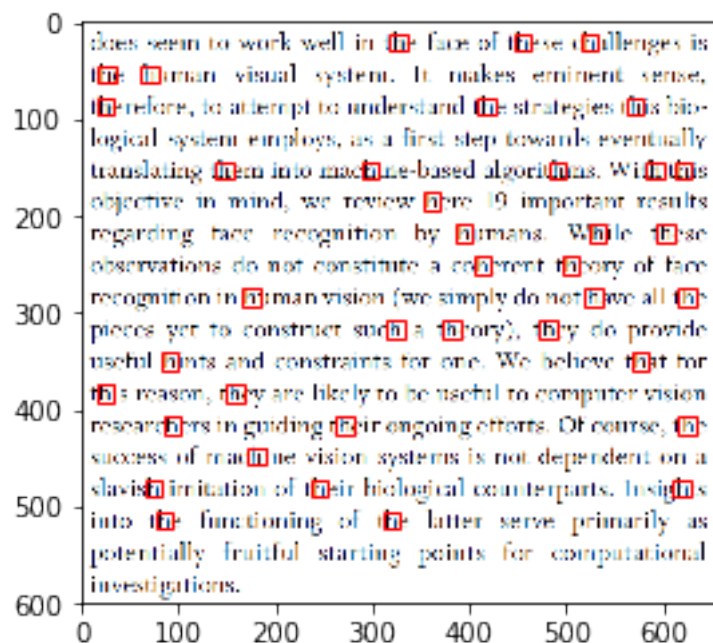 0
does seem to work well in the face of these challenges is
the human visual system. It makes eminent sense,
100
therefore, to attempt to understand the strategies this bio-
logical system employs, as a first step towards eventually
translating them into machine-based algorithms. With this
200
objective in mind, we review here 19 important results
regarding face recognition by humans. While these
observations do not constitute a coherent theory of face
300
recognition in human vision (we simply do not have all the
pieces yet to construct such a theory), they do provide
useful hints and constraints for one. We believe that for
400
this reason, they are likely to be useful to computer vision
researchers in guiding their ongoing efforts. Of course, the
success of machine vision systems is not dependent on a
500
slavish imitation of their biological counterparts. Insights
into the functioning of the latter serve primarily as
potentially fruitful starting points for computational
investigations.
600
0 100 200 300 400 500 600